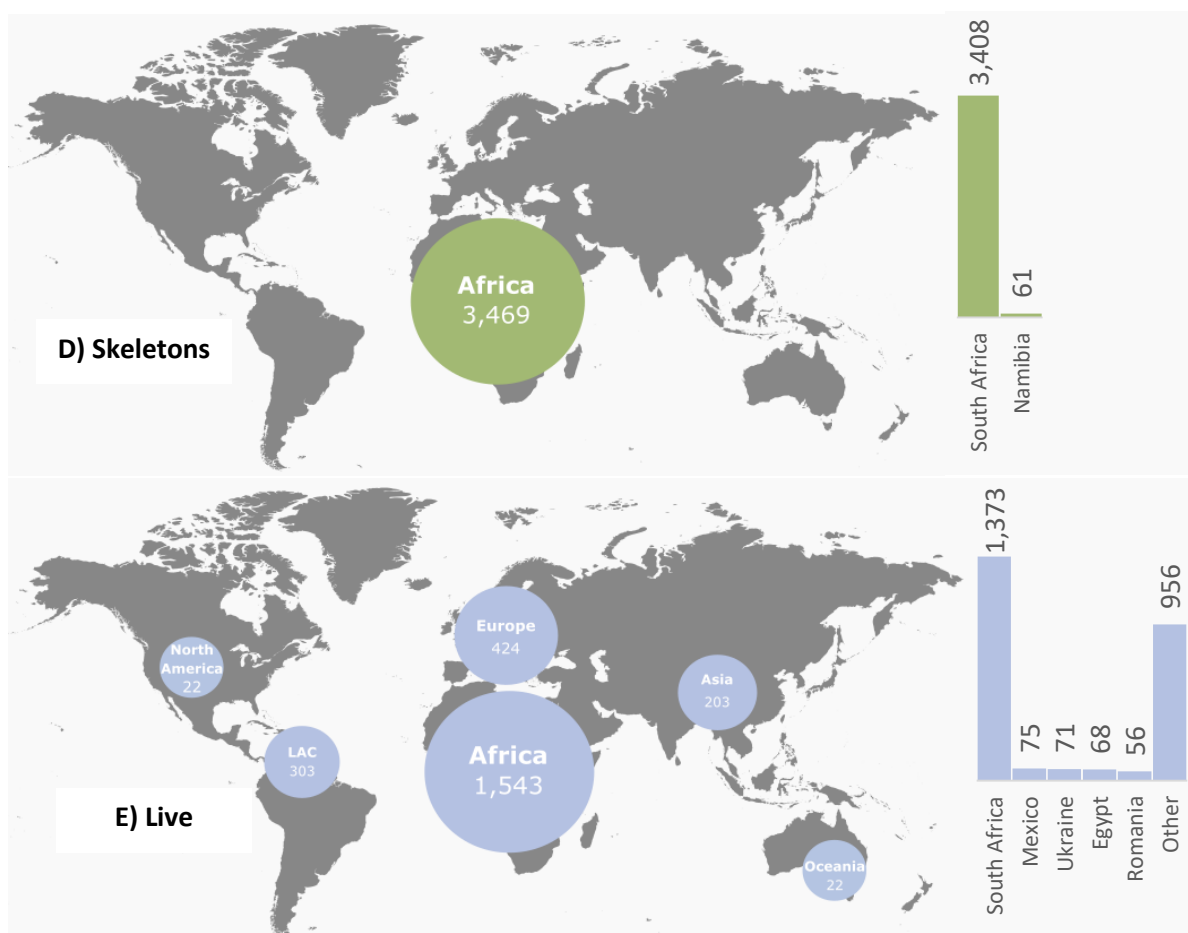 Africa
3,469
D) Skeletons
3,408
61
South Africa
Namibia
North
America
22
LAC
303
Europe
424
Africa
1,543
Asia
203
Oceania
22
E) Live
1,373
75
71
68
56
956
South Africa
Mexico
Ukraine
Egypt
Romania
Other